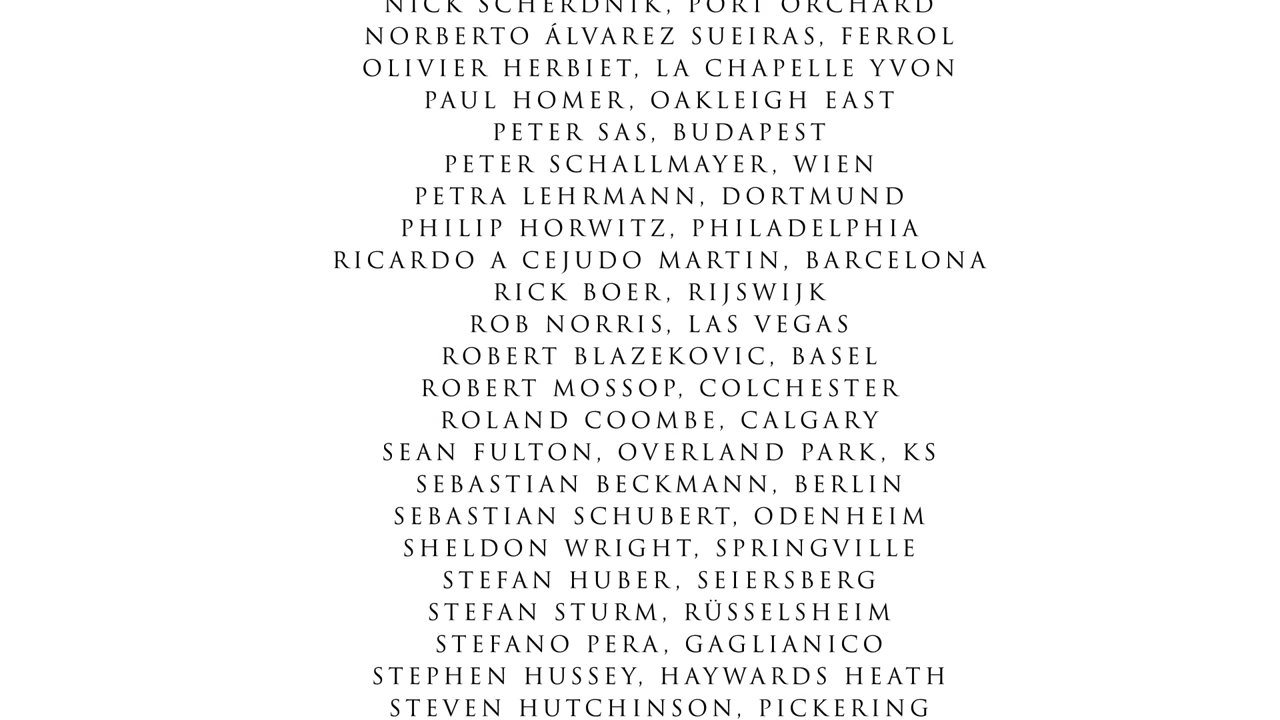 NICK SCHERDNIK, PORT ORCHARD
NORBERTO ÁLVAREZ SUEIRAS, FERROL
OLIVIER HERBIET, LA CHAPELLE YVON
PAUL HOMER, OAKLEIGH EAST
PETER SAS, BUDAPEST
PETER SCHALLMAYER, WIEN
PETRA LEHRMANN, DORTMUND
PHILIP HORWITZ, PHILADELPHIA
RICARDO A CEJUDO MARTIN, BARCELONA
RICK BOER, RIJSWIJK
ROB NORRIS, LAS VEGAS
ROBERT BLAZEKOVIC, BASEL
ROBERT MOSSOP, COLCHESTER
ROLAND COOMBE, CALGARY
SEAN FULTON, OVERLAND PARK, KS
SEBASTIAN BECKMANN, BERLIN
SEBASTIAN SCHUBERT, ODENHEIM
SHELDON WRIGHT, SPRINGVILLE
STEFAN HUBER, SEIERSBERG
STEFAN STURM, RÜSSELSHEIM
STEFANO PERA, GAGLIANICO
STEPHEN HUSSEY, HAYWARDS HEATH
STEVEN HUTCHINSON, PICKERING